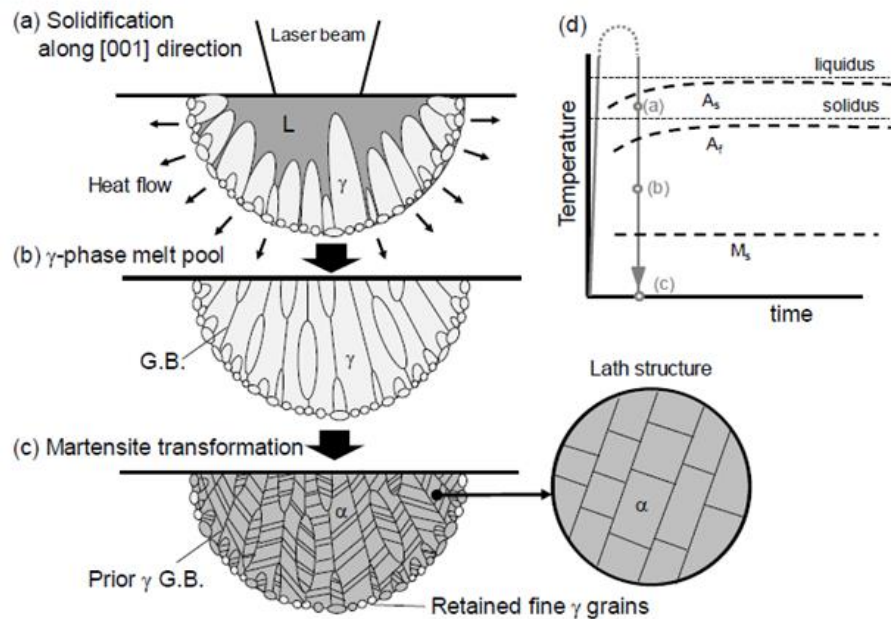 (a) Solidification
along [001] direction
Laser beam
L
γ
Heat flow
(b) γ-phase melt pool
G.B.
γ
(c) Martensite transformation
α
Prior γ G.B.
Retained fine γ grains
(d)
Temperature
liquidus
Aₛ
(a)
solidus
A_f
(b)
Mₛ
(c)
time
Lath structure
α